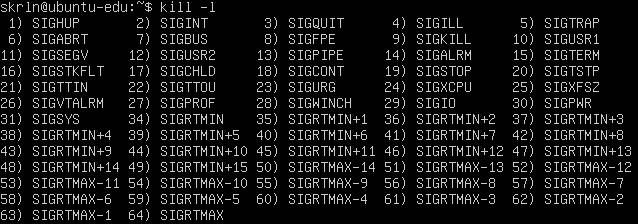 skr1n@ubuntu-edu:~$ kill -l
 1) SIGHUP       2) SIGINT       3) SIGQUIT      4) SIGILL       5) SIGTRAP
 6) SIGABRT      7) SIGBUS       8) SIGFPE       9) SIGKILL     10) SIGUSR1
11) SIGSEGV     12) SIGUSR2     13) SIGPIPE     14) SIGALRM     15) SIGTERM
16) SIGSTKFLT   17) SIGCHLD     18) SIGCONT     19) SIGSTOP     20) SIGTSTP
21) SIGTTIN     22) SIGTTOU     23) SIGURG      24) SIGXCPU     25) SIGXFSZ
26) SIGVTALRM   27) SIGPROF     28) SIGWINCH    29) SIGIO       30) SIGPWR
31) SIGSYS      34) SIGRTMIN    35) SIGRTMIN+1  36) SIGRTMIN+2  37) SIGRTMIN+3
38) SIGRTMIN+4  39) SIGRTMIN+5  40) SIGRTMIN+6  41) SIGRTMIN+7  42) SIGRTMIN+8
43) SIGRTMIN+9  44) SIGRTMIN+10 45) SIGRTMIN+11 46) SIGRTMIN+12 47) SIGRTMIN+13
48) SIGRTMIN+14 49) SIGRTMIN+15 50) SIGRTMAX-14 51) SIGRTMAX-13 52) SIGRTMAX-12
53) SIGRTMAX-11 54) SIGRTMAX-10 55) SIGRTMAX-9  56) SIGRTMAX-8  57) SIGRTMAX-7
58) SIGRTMAX-6  59) SIGRTMAX-5  60) SIGRTMAX-4  61) SIGRTMAX-3  62) SIGRTMAX-2
63) SIGRTMAX-1  64) SIGRTMAX